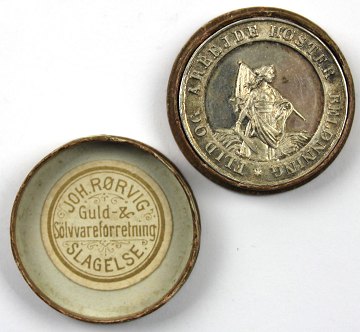 FLID OG ARBEIDE HØSTER BELØNNING
JOH. RØRVIG
Guld- &
Sølvvareforretning
SLAGELSE.